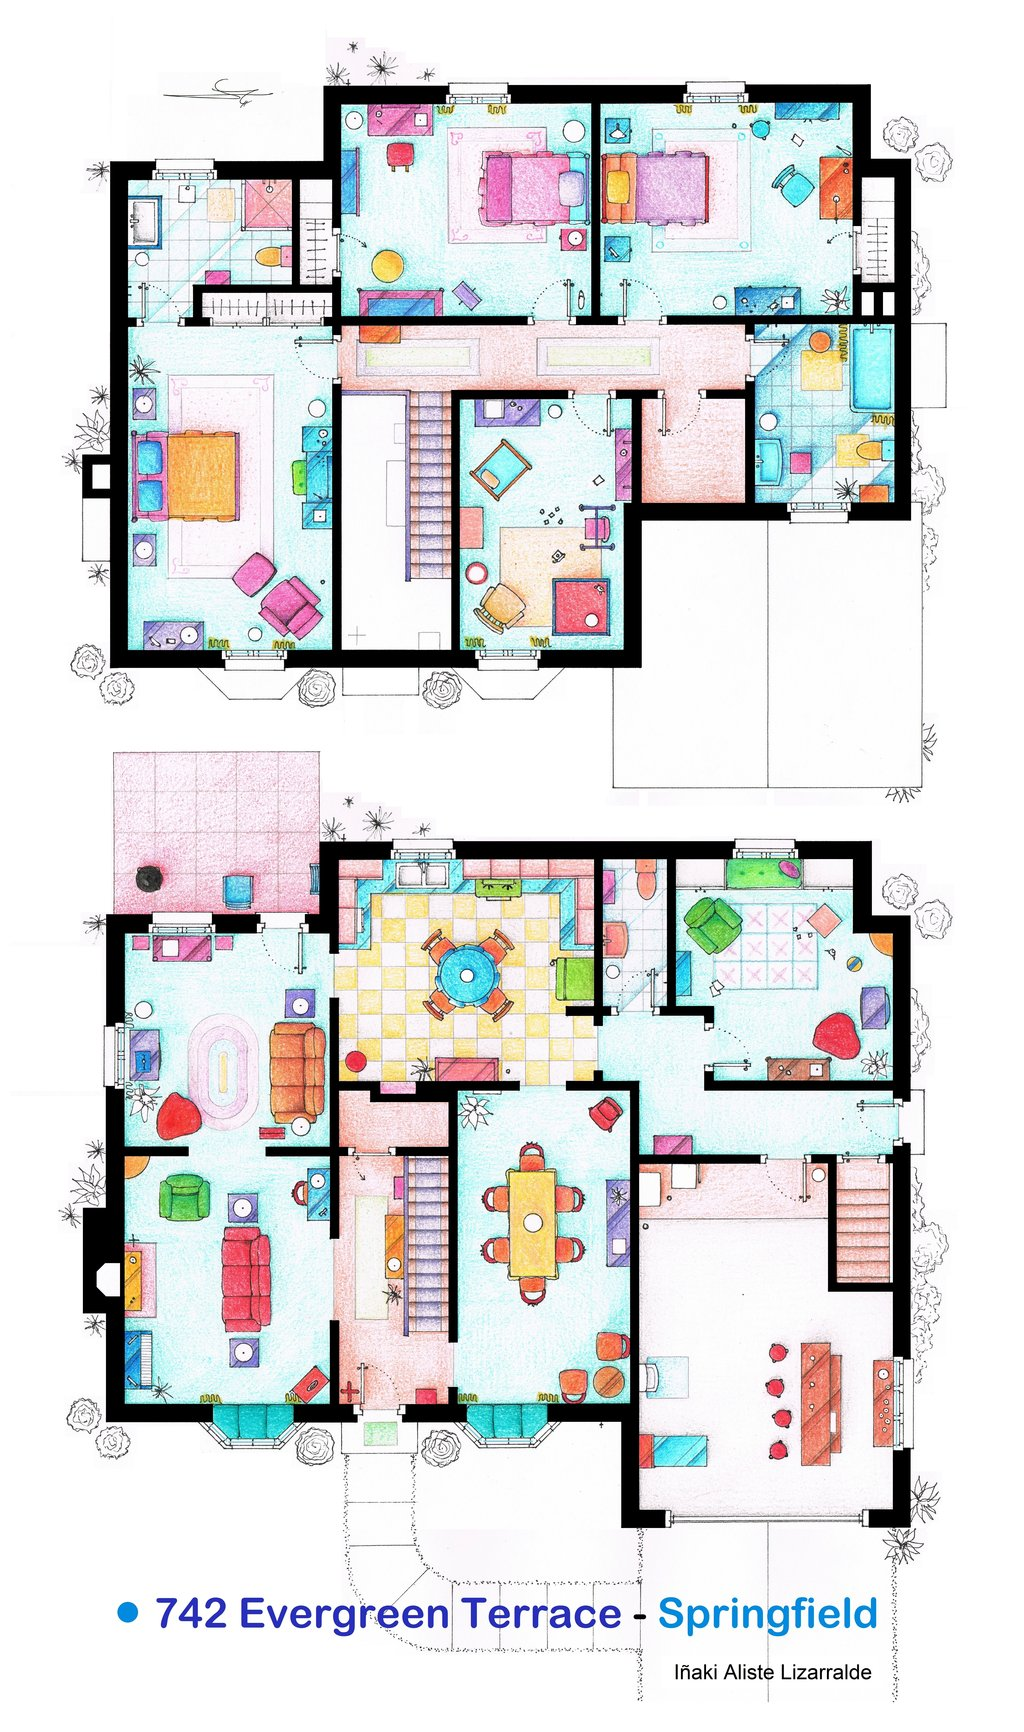 742 Evergreen Terrace - Springfield
Iñaki Aliste Lizarralde